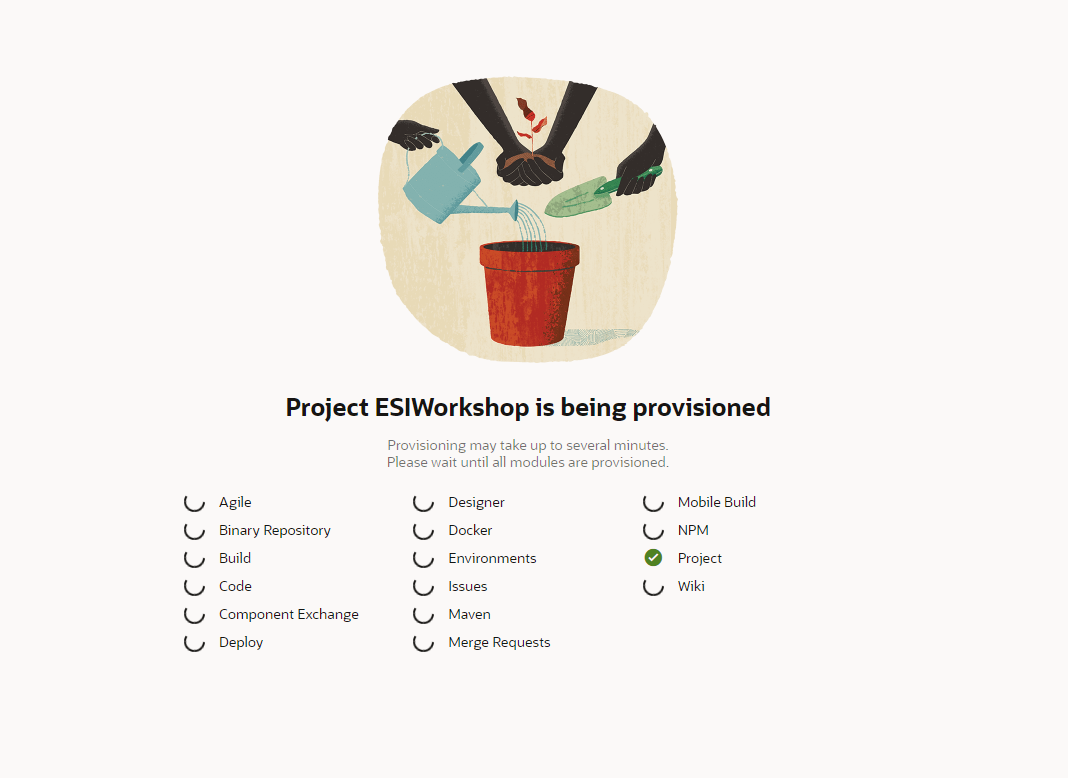 Project ESIWorkshop is being provisioned
Provisioning may take up to several minutes.
Please wait until all modules are provisioned.
Agile
Binary Repository
Build
Code
Component Exchange
Deploy
Designer
Docker
Environments
Issues
Maven
Merge Requests
Mobile Build
NPM
Project
Wiki